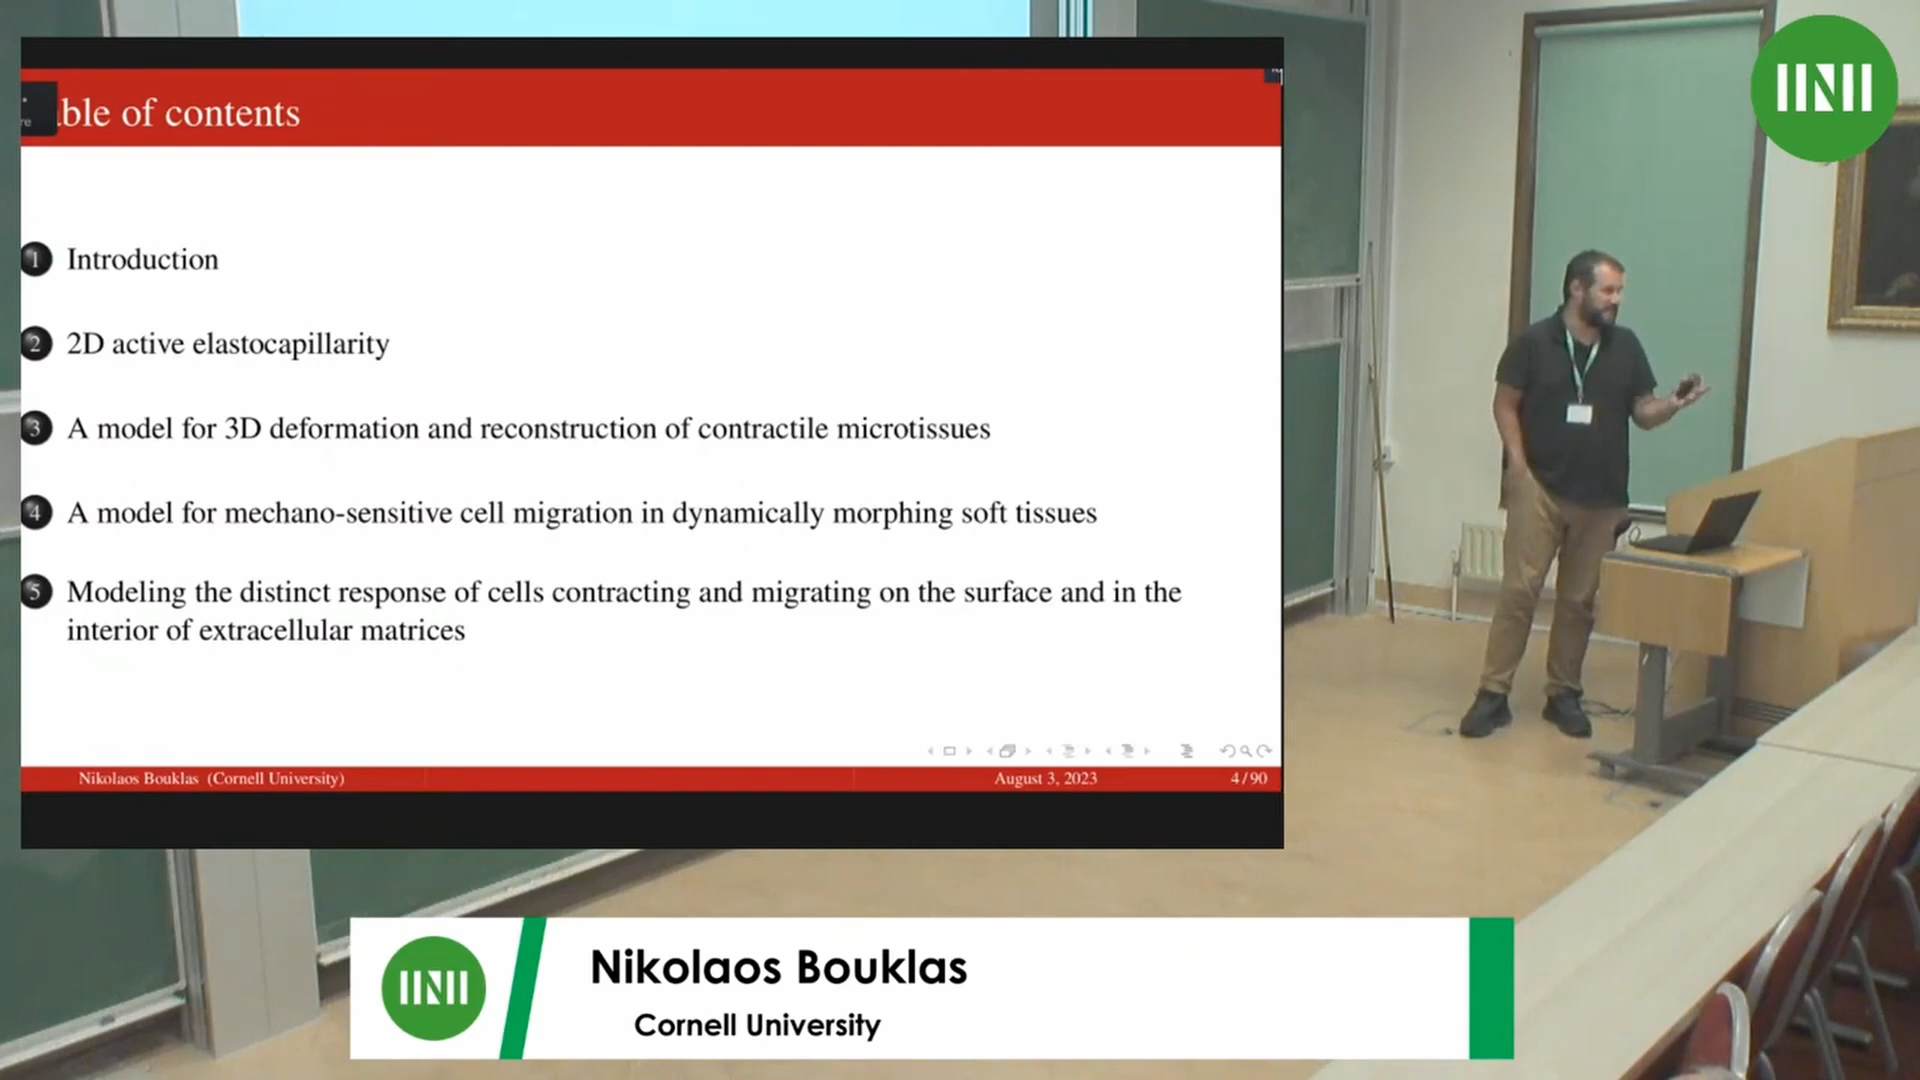 ble of contents
1 Introduction
2 2D active elastocapillarity
3 A model for 3D deformation and reconstruction of contractile microtissues
4 A model for mechano-sensitive cell migration in dynamically morphing soft tissues
5 Modeling the distinct response of cells contracting and migrating on the surface and in the
interior of extracellular matrices
Nikolaos Bouklas (Cornell University)
August 3, 2023
4 / 90
Nikolaos Bouklas
Cornell University